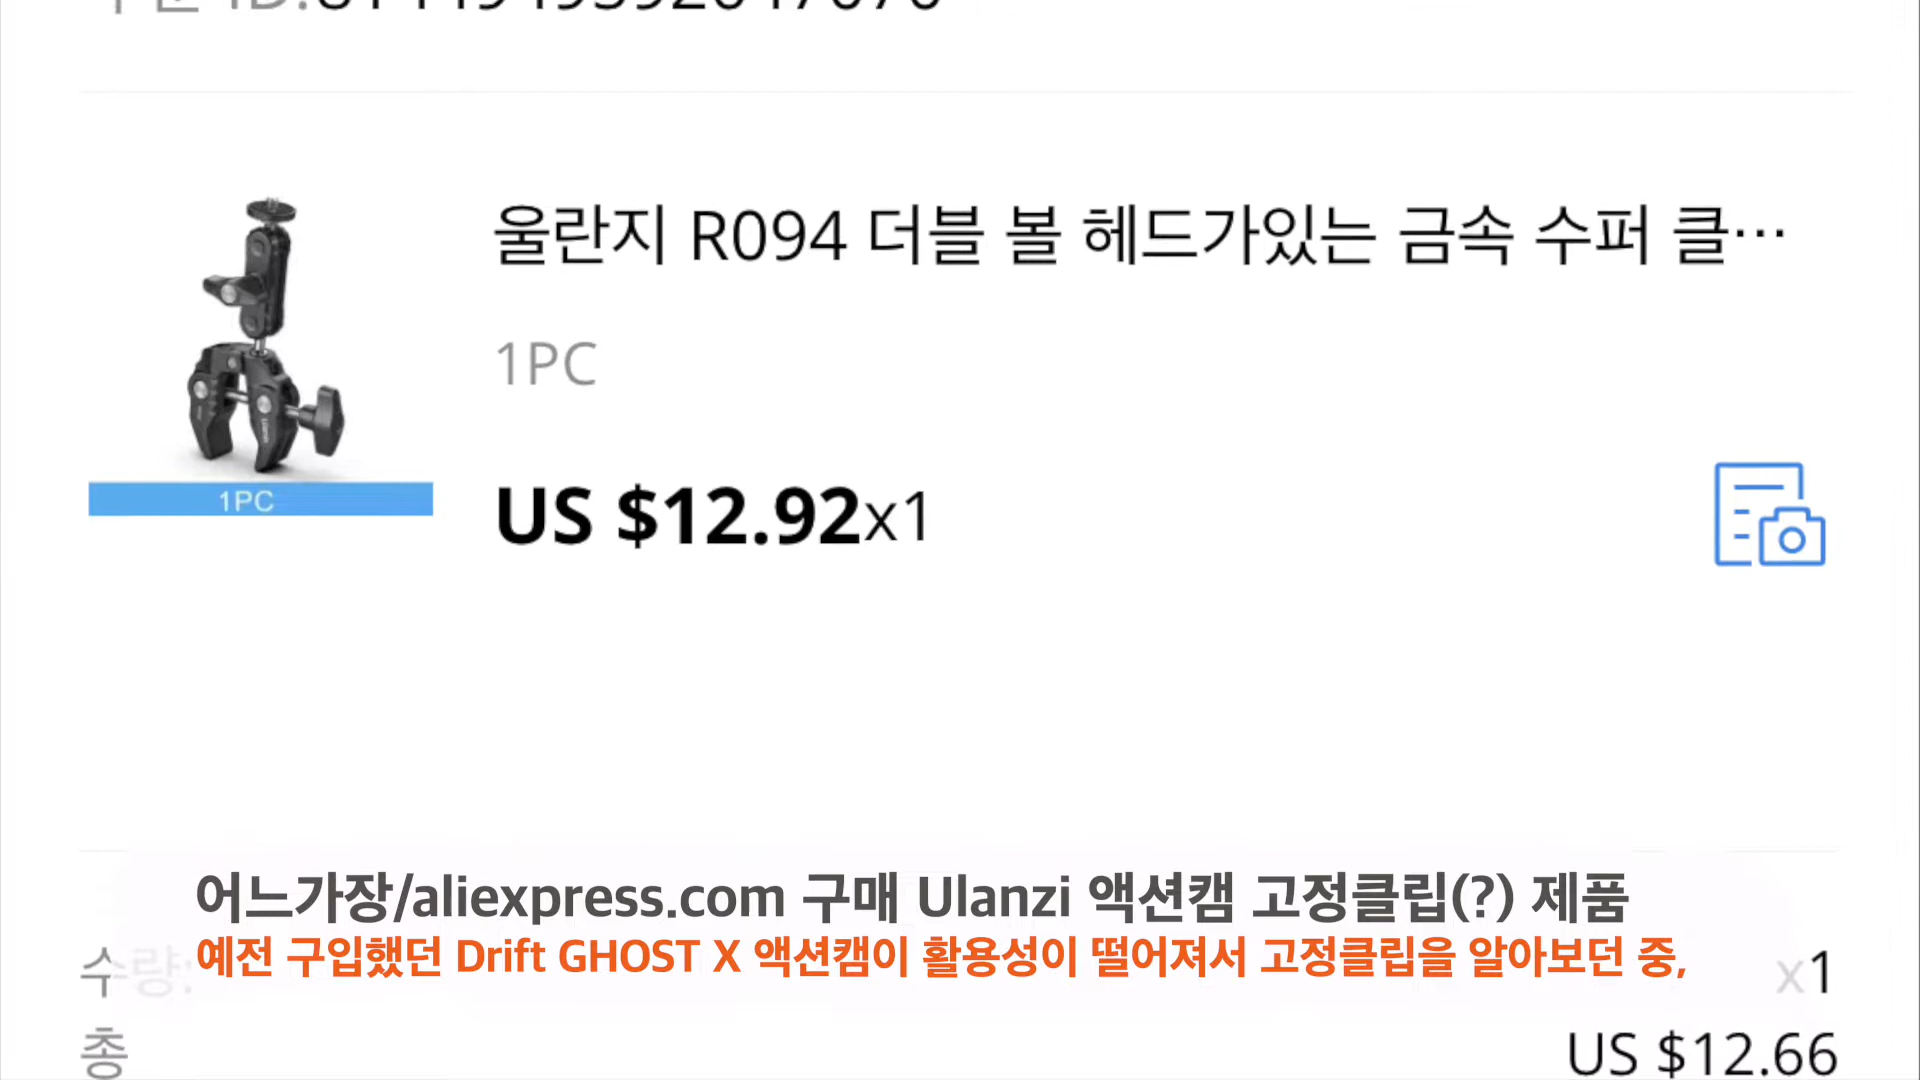 울란지 R094 더블 볼 헤드가있는 금속 수퍼 클…
1PC
1PC
US $12.92x1
어느가장/aliexpress.com 구매 Ulanzi 액션캠 고정클립(?) 제품
예전 구입했던 Drift GHOST X 액션캠이 활용성이 떨어져서 고정클립을 알아보던 중,
수량: x1
총 US $12.66